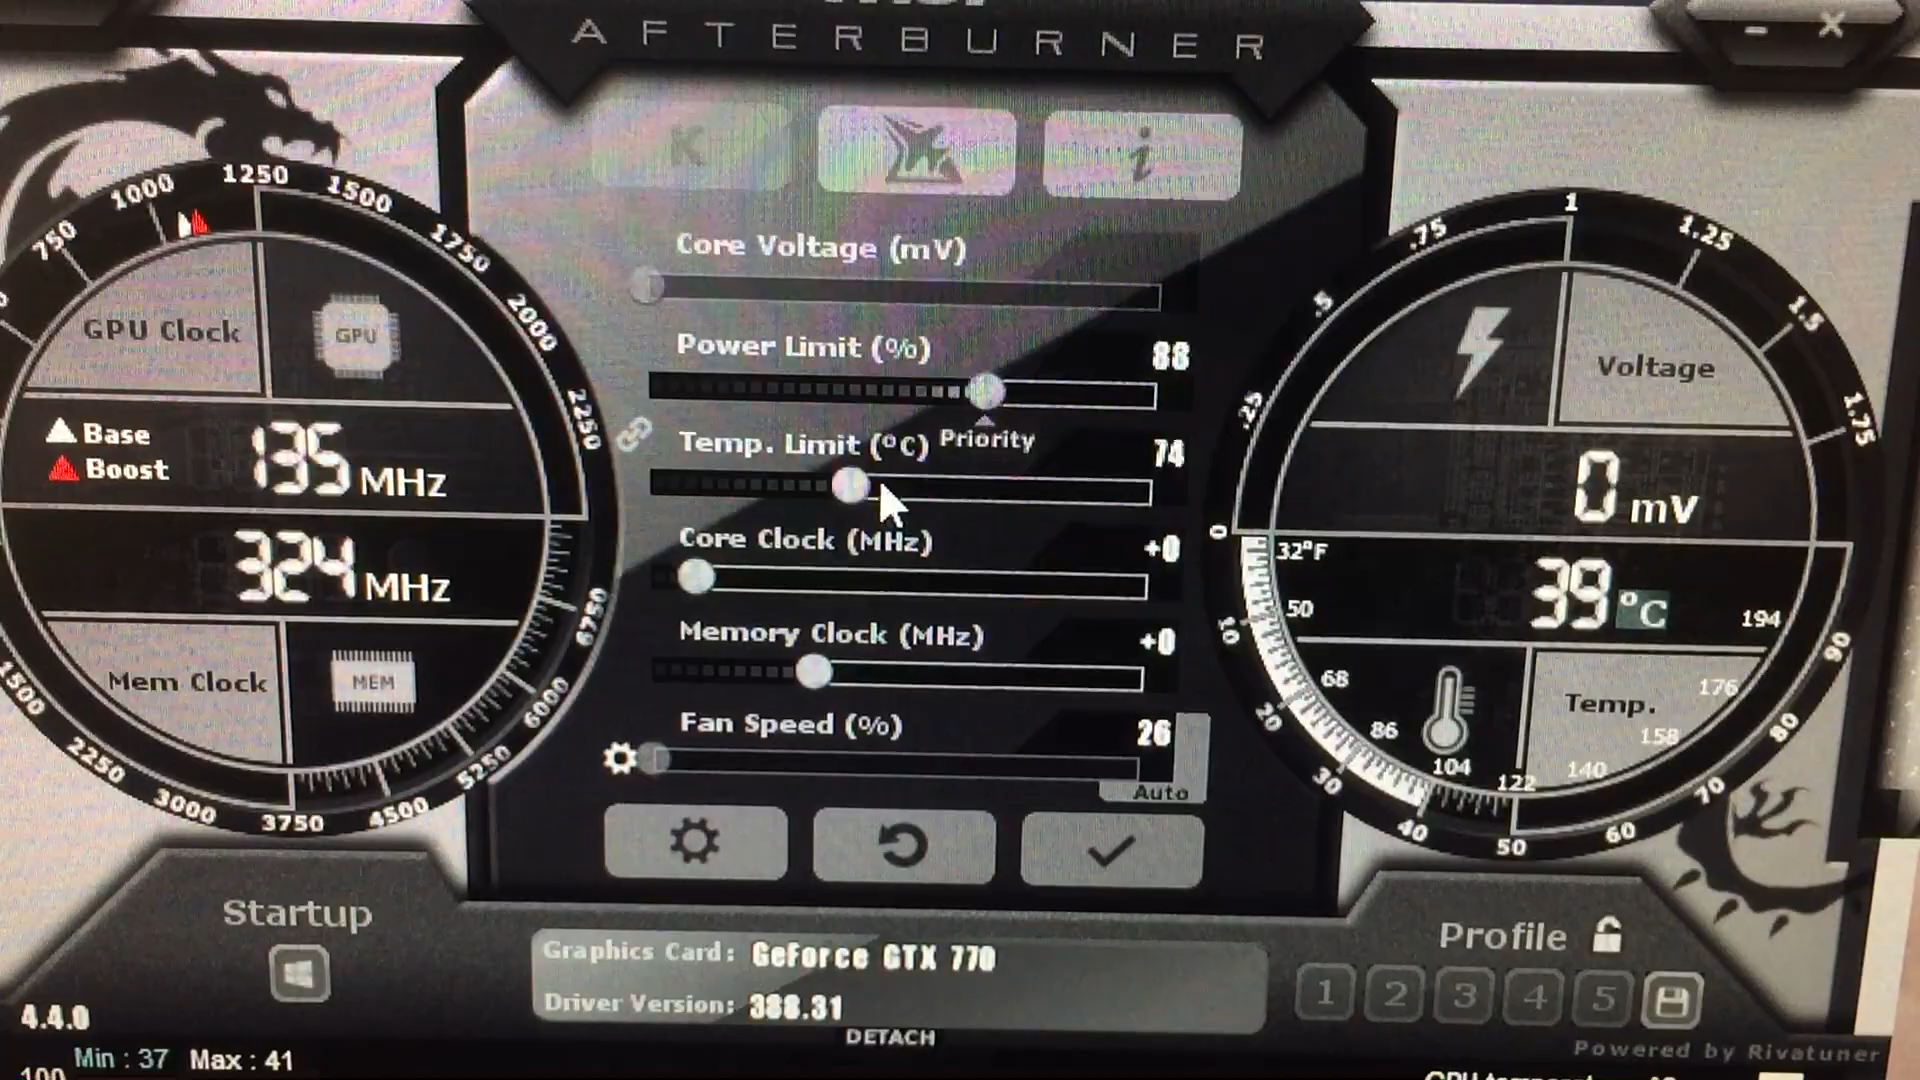 AFTERBURNER
K
i
Core Voltage (mV)
Power Limit (%)
88
Priority
Temp. Limit (°C)
74
Core Clock (MHz)
+0
Memory Clock (MHz)
+0
Fan Speed (%)
26
Auto
750
1000
1250
1500
1750
2000
2250
GPU Clock
GPU
Base
Boost
135 MHz
324 MHz
Mem Clock
MEM
1500
2250
3000
3750
4500
5250
6000
6750
0
.25
.5
.75
1
1.25
1.5
1.75
Voltage
0 mV
39 °C
32°F
50
68
86
104
122
140
158
176
194
Temp.
10
20
30
40
50
60
70
80
90
Startup
Graphics Card: GeForce GTX 770
Driver Version: 388.31
DETACH
Profile
1 2 3 4 5
4.4.0
Powered by Rivatuner
Min : 37 Max : 41
100